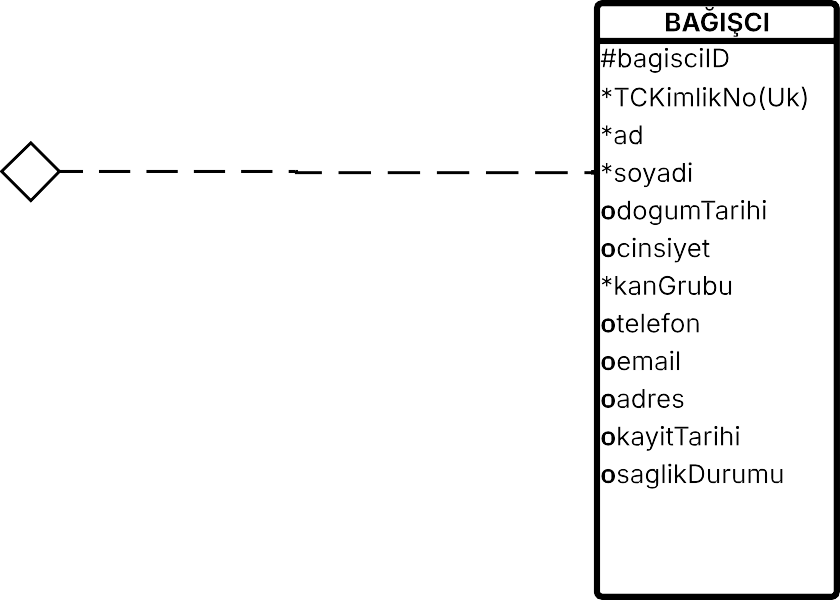 BAĞIŞCI
#bagisciID
*TCKimlikNo(Uk)
*ad
*soyadi
odogumTarihi
ocinsiyet
*kanGrubu
otelefon
oemail
oadres
okayitTarihi
osaglikDurumu